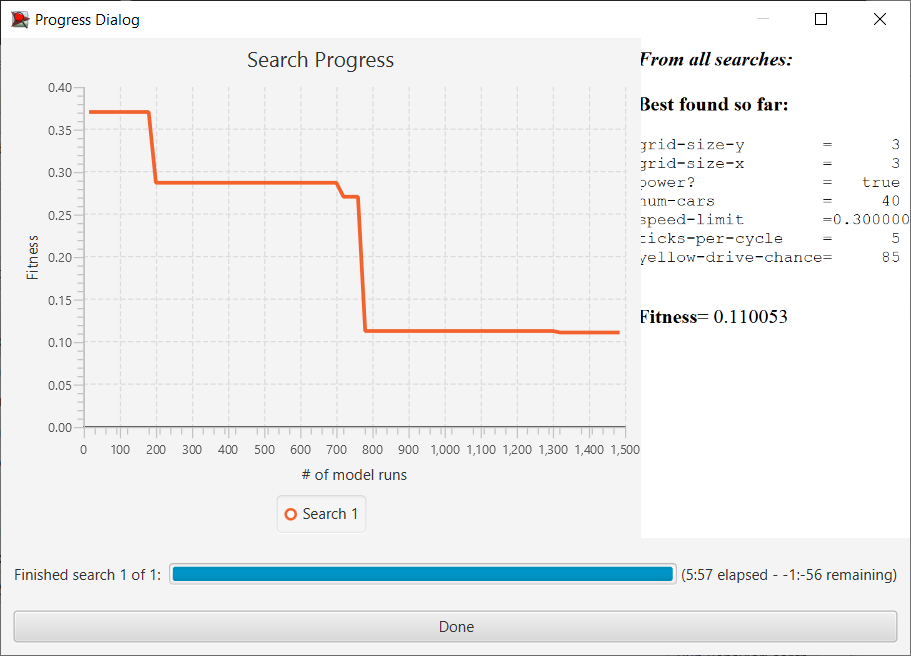 Progress Dialog
Search Progress
0.40
0.35
0.30
0.25
0.20
0.15
0.10
0.05
0.00
Fitness
0 100 200 300 400 500 600 700 800 900 1,000 1,100 1,200 1,300 1,400 1,500
# of model runs
Search 1
From all searches:
Best found so far:
grid-size-y = 3
grid-size-x = 3
power? = true
num-cars = 40
speed-limit =0.300000
ticks-per-cycle = 5
yellow-drive-chance= 85
Fitness= 0.110053
Finished search 1 of 1:
(5:57 elapsed - -1:-56 remaining)
Done